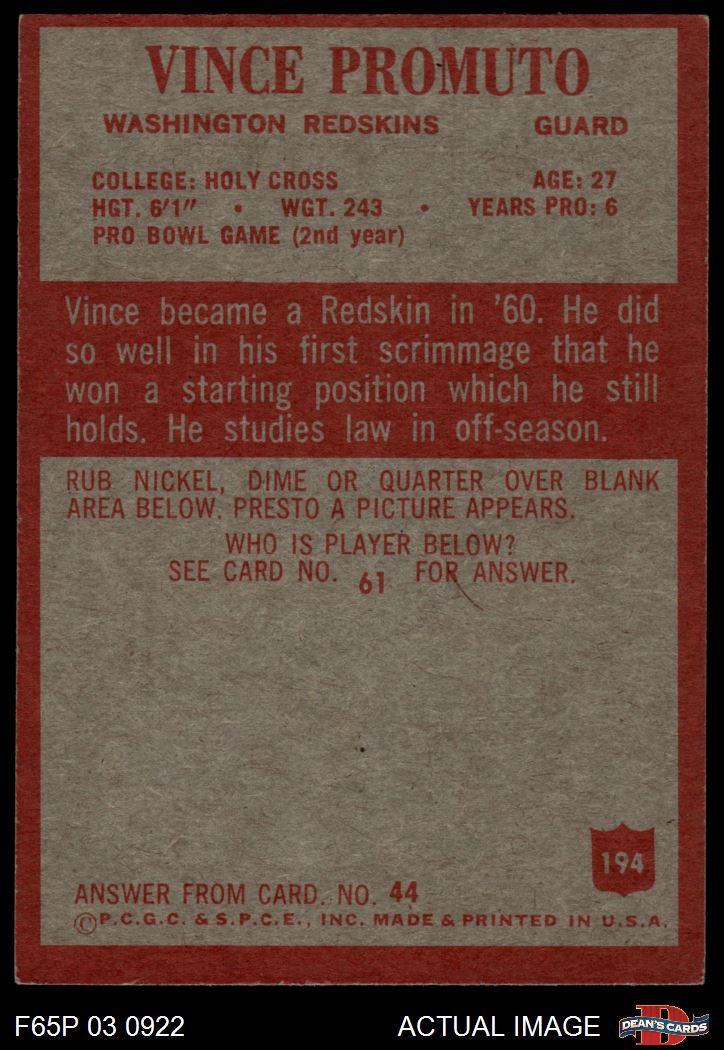 VINCE PROMUTO
WASHINGTON REDSKINS GUARD
COLLEGE: HOLY CROSS AGE: 27
HGT. 6'1" • WGT. 243 • YEARS PRO: 6
PRO BOWL GAME (2nd year)
Vince became a Redskin in '60. He did
so well in his first scrimmage that he
won a starting position which he still
holds. He studies law in off-season.
RUB NICKEL, DIME OR QUARTER OVER BLANK
AREA BELOW. PRESTO A PICTURE APPEARS.
WHO IS PLAYER BELOW?
SEE CARD NO. 61 FOR ANSWER.
194
ANSWER FROM CARD. NO. 44
©P.C.G.C. & S.P.C.E., INC. MADE & PRINTED IN U.S.A.
F65P 03 0922 ACTUAL IMAGE
D
DEAN'S CARDS